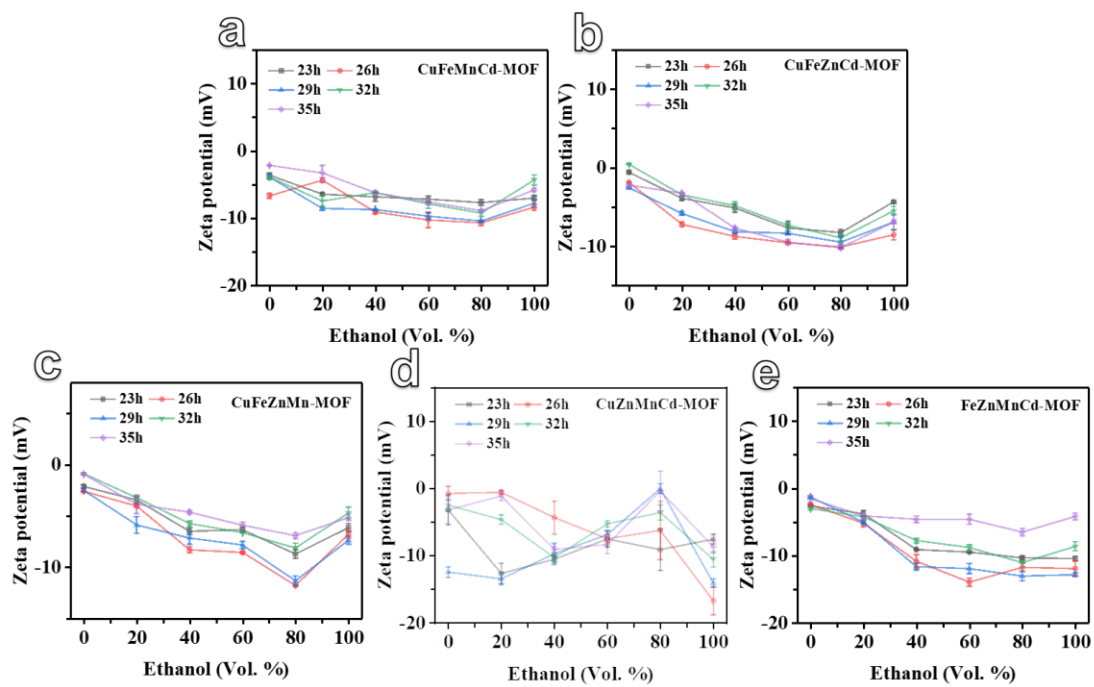 a
23h 26h CuFeMnCd-MOF
29h 32h
35h
10
0
-10
-20
Zeta potential (mV)
0 20 40 60 80 100
Ethanol (Vol. %)
b
23h 26h CuFeZnCd-MOF
29h 32h
35h
10
0
-10
Zeta potential (mV)
0 20 40 60 80 100
Ethanol (Vol. %)
c
23h 26h CuFeZnMn-MOF
29h 32h
35h
0
-10
Zeta potential (mV)
0 20 40 60 80 100
Ethanol (Vol. %)
d
23h 26h CuZnMnCd-MOF
29h 32h
35h
10
0
-10
-20
Zeta potential (mV)
0 20 40 60 80 100
Ethanol (Vol. %)
e
23h 26h FeZnMnCd-MOF
29h 32h
35h
10
0
-10
-20
Zeta potential (mV)
0 20 40 60 80 100
Ethanol (Vol. %)